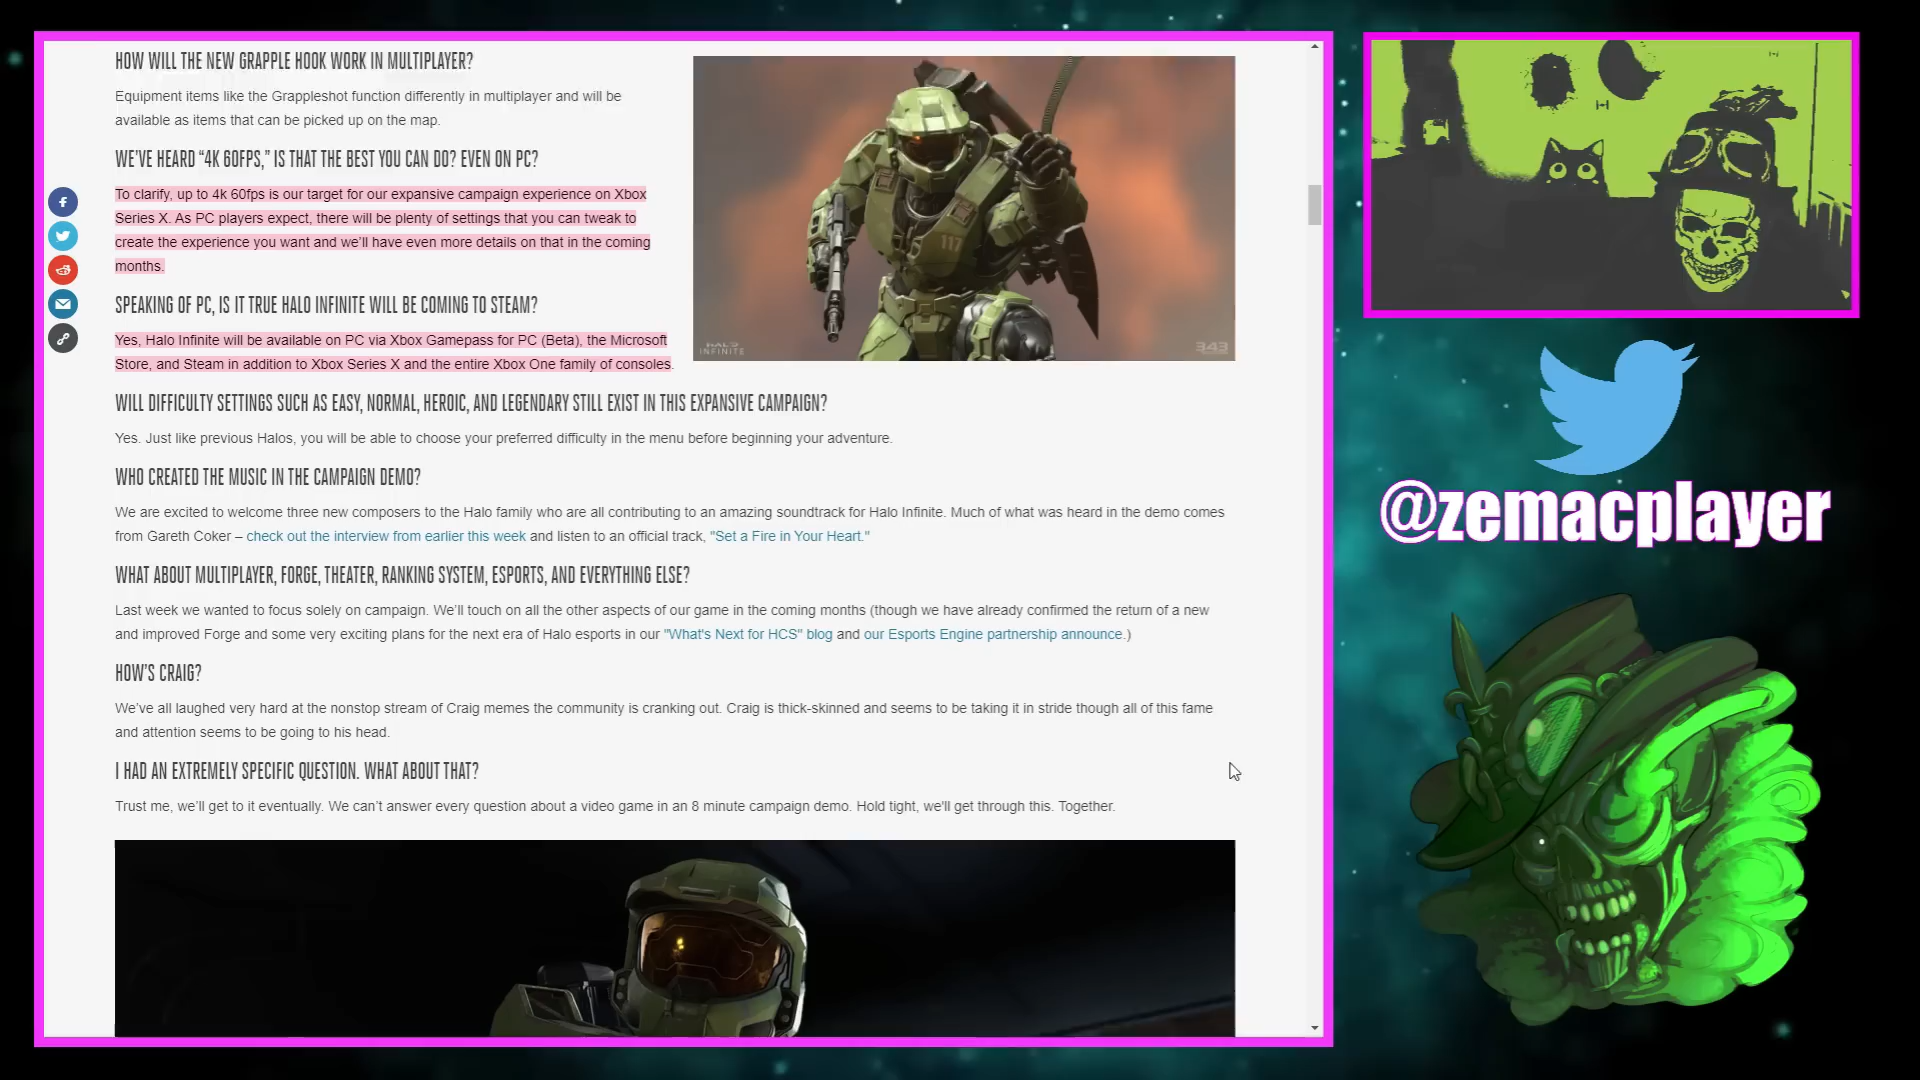 HOW WILL THE NEW GRAPPLE HOOK WORK IN MULTIPLAYER?
Equipment items like the Grappleshot function differently in multiplayer and will be
available as items that can be picked up on the map.
WE'VE HEARD “4K 60FPS,” IS THAT THE BEST YOU CAN DO? EVEN ON PC?
To clarify, up to 4k 60fps is our target for our expansive campaign experience on Xbox
Series X. As PC players expect, there will be plenty of settings that you can tweak to
create the experience you want and we’ll have even more details on that in the coming
months.
SPEAKING OF PC, IS IT TRUE HALO INFINITE WILL BE COMING TO STEAM?
Yes, Halo Infinite will be available on PC via Xbox Gamepass for PC (Beta), the Microsoft
Store, and Steam in addition to Xbox Series X and the entire Xbox One family of consoles.
117
HALO
INFINITE
343
WILL DIFFICULTY SETTINGS SUCH AS EASY, NORMAL, HEROIC, AND LEGENDARY STILL EXIST IN THIS EXPANSIVE CAMPAIGN?
Yes. Just like previous Halos, you will be able to choose your preferred difficulty in the menu before beginning your adventure.
WHO CREATED THE MUSIC IN THE CAMPAIGN DEMO?
We are excited to welcome three new composers to the Halo family who are all contributing to an amazing soundtrack for Halo Infinite. Much of what was heard in the demo comes
from Gareth Coker – check out the interview from earlier this week and listen to an official track, "Set a Fire in Your Heart."
WHAT ABOUT MULTIPLAYER, FORGE, THEATER, RANKING SYSTEM, ESPORTS, AND EVERYTHING ELSE?
Last week we wanted to focus solely on campaign. We’ll touch on all the other aspects of our game in the coming months (though we have already confirmed the return of a new
and improved Forge and some very exciting plans for the next era of Halo esports in our "What's Next for HCS" blog and our Esports Engine partnership announce.)
HOW’S CRAIG?
We’ve all laughed very hard at the nonstop stream of Craig memes the community is cranking out. Craig is thick-skinned and seems to be taking it in stride though all of this fame
and attention seems to be going to his head.
I HAD AN EXTREMELY SPECIFIC QUESTION. WHAT ABOUT THAT?
Trust me, we’ll get to it eventually. We can’t answer every question about a video game in an 8 minute campaign demo. Hold tight, we'll get through this. Together.
@zemacplayer